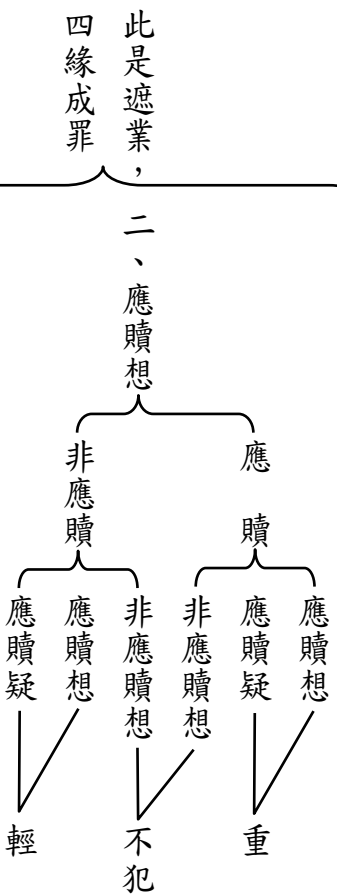 此是遮業，
四緣成罪
二、應贖想
應贖
應贖想
應贖疑
非應贖想
重
非應贖
非應贖想
應贖想
應贖疑
不犯
輕